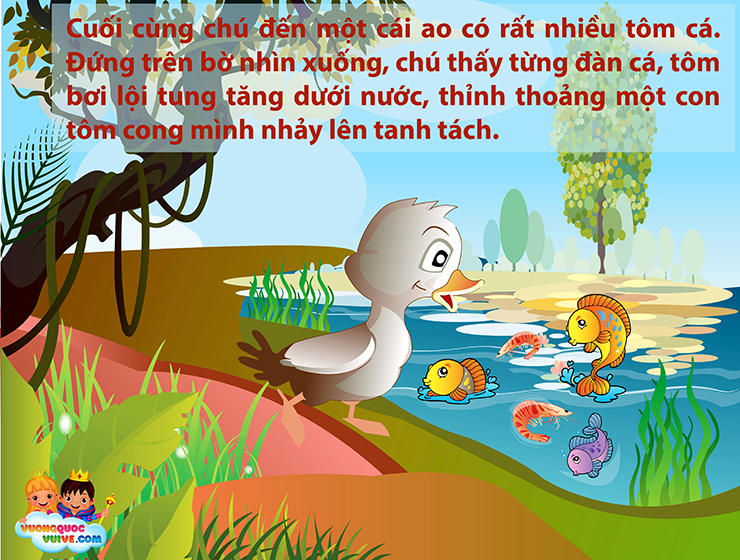 Cuối cùng chú đến một cái ao có rất nhiều tôm cá.
Đứng trên bờ nhìn xuống, chú thấy từng đàn cá, tôm
bơi lội tung tăng dưới nước, thỉnh thoảng một con
tôm cong mình nhảy lên tanh tách.
VUONGQUOC
VUIVE.COM